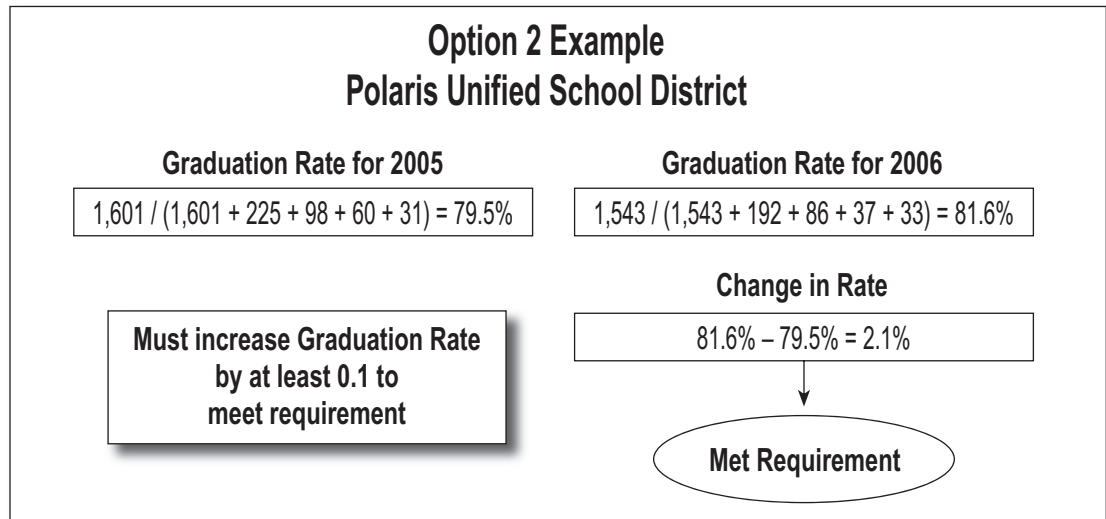 Option 2 Example
Polaris Unified School District
Graduation Rate for 2005
1,601 / (1,601 + 225 + 98 + 60 + 31) = 79.5%
Graduation Rate for 2006
1,543 / (1,543 + 192 + 86 + 37 + 33) = 81.6%
Change in Rate
81.6% – 79.5% = 2.1%
Must increase Graduation Rate
by at least 0.1 to
meet requirement
Met Requirement